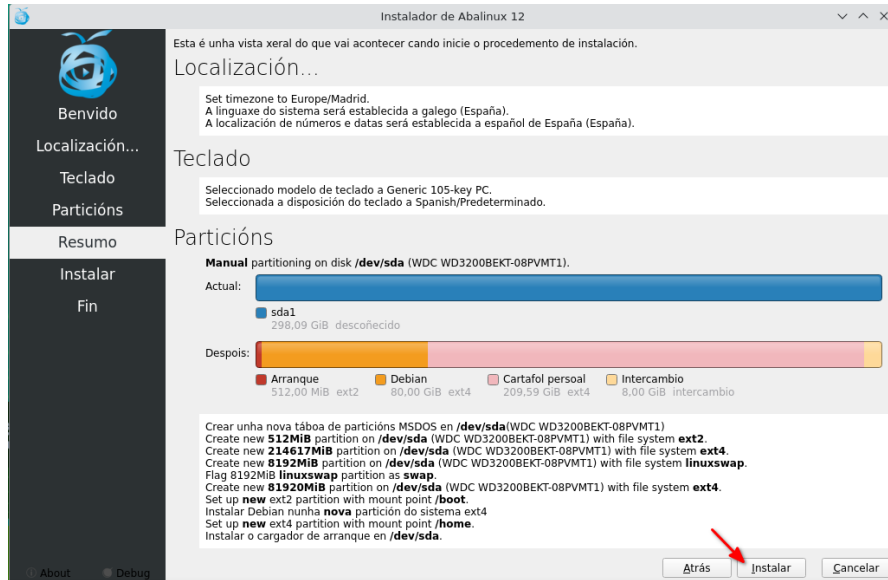 Instalador de Abalinux 12
Benvido
Localización...
Teclado
Particións
Resumo
Instalar
Fin
About
Debug
Esta é unha vista xeral do que vai acontecer cando inicie o procedemento de instalación.
Localización...
Set timezone to Europe/Madrid.
A linguaxe do sistema será establecida a galego (España).
A localización de números e datas será establecida a español de España (España).
Teclado
Seleccionado modelo de teclado a Generic 105-key PC.
Seleccionada a disposición do teclado a Spanish/Predeterminado.
Particións
Manual partitioning on disk /dev/sda (WDC WD3200BEKT-08PVMT1).
Actual:
sda1
298,09 GiB descoñecido
Despois:
Arranque Debian Cartafol persoal Intercambio
512,00 MiB ext2 80,00 GiB ext4 209,59 GiB ext4 8,00 GiB intercambio
Crear unha nova táboa de particións MSDOS en /dev/sda(WDC WD3200BEKT-08PVMT1)
Create new 512MiB partition on /dev/sda (WDC WD3200BEKT-08PVMT1) with file system ext2.
Create new 214617MiB partition on /dev/sda (WDC WD3200BEKT-08PVMT1) with file system ext4.
Create new 8192MiB partition on /dev/sda (WDC WD3200BEKT-08PVMT1) with file system linuxswap.
Flag 8192MiB linuxswap partition as swap.
Create new 81920MiB partition on /dev/sda (WDC WD3200BEKT-08PVMT1) with file system ext4.
Set up new ext2 partition with mount point /boot.
Instalar Debian nunha nova partición do sistema ext4
Set up new ext4 partition with mount point /home.
Instalar o cargador de arranque en /dev/sda.
Atrás Instalar Cancelar